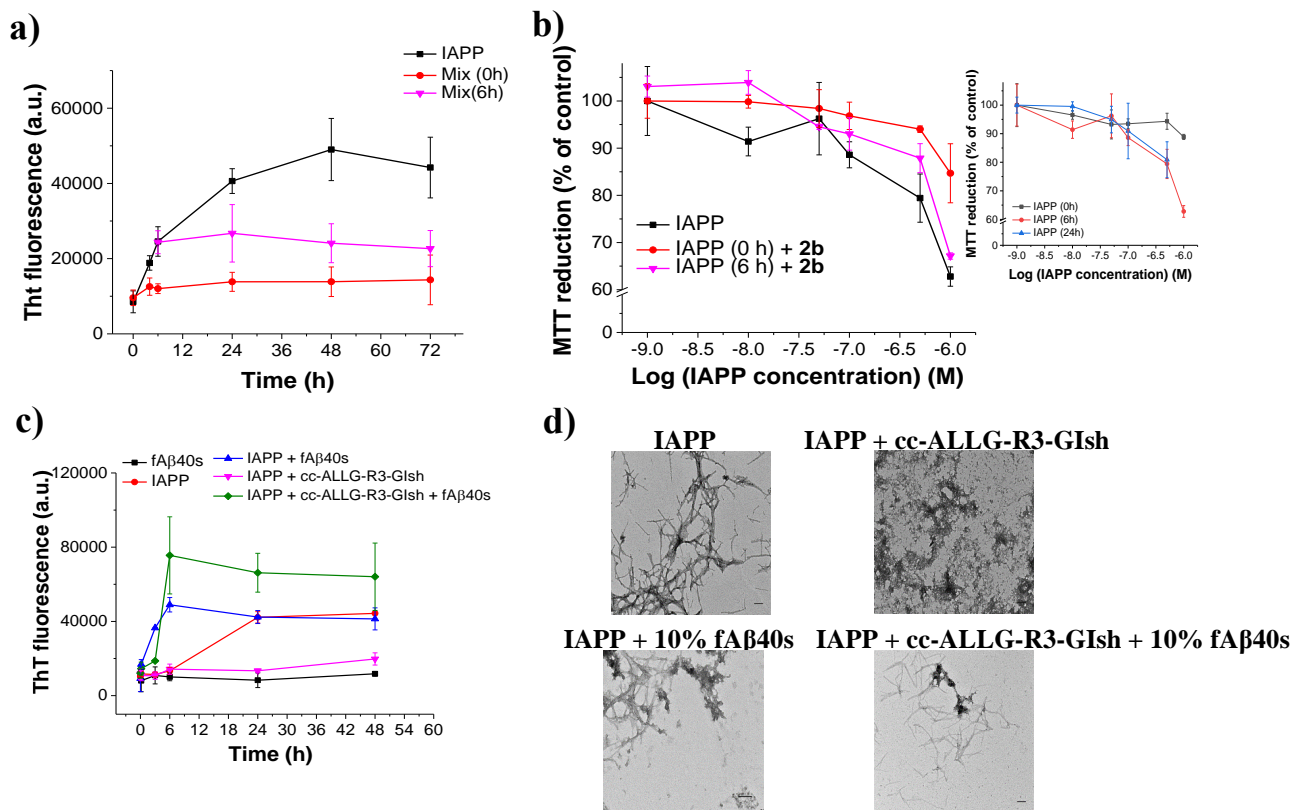 a)
IAPP
Mix (0h)
Mix(6h)
Tht fluorescence (a.u.)
60000
40000
20000
0
0 12 24 36 48 60 72
Time (h)
b)
MTT reduction (% of control)
100
90
80
70
60
0
IAPP
IAPP (0 h) + 2b
IAPP (6 h) + 2b
-9.0 -8.5 -8.0 -7.5 -7.0 -6.5 -6.0
Log (IAPP concentration) (M)
MTT reduction (% of control)
100
90
80
70
60
0
IAPP (0h)
IAPP (6h)
IAPP (24h)
-9.0 -8.5 -8.0 -7.5 -7.0 -6.5 -6.0
Log (IAPP concentration) (M)
c)
fAβ40s
IAPP
IAPP + fAβ40s
IAPP + cc-ALLG-R3-GIsh
IAPP + cc-ALLG-R3-GIsh + fAβ40s
ThT fluorescence (a.u.)
120000
80000
40000
0
0 6 12 18 24 30 36 42 48 54 60
Time (h)
d)
IAPP
IAPP + cc-ALLG-R3-GIsh
IAPP + 10% fAβ40s
IAPP + cc-ALLG-R3-GIsh + 10% fAβ40s